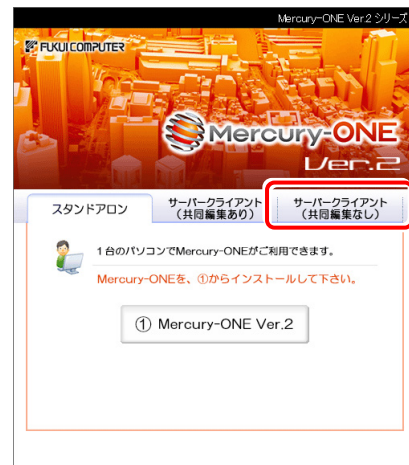 Mercury-ONE Ver.2 シリーズ
FUKUI COMPUTER
Mercury-ONE
Ver.2
スタンドアロン
サーバークライアント
（共同編集あり）
サーバークライアント
（共同編集なし）
1台のパソコンでMercury-ONEがご利用できます。
Mercury-ONEを、①からインストールして下さい。
① Mercury-ONE Ver.2